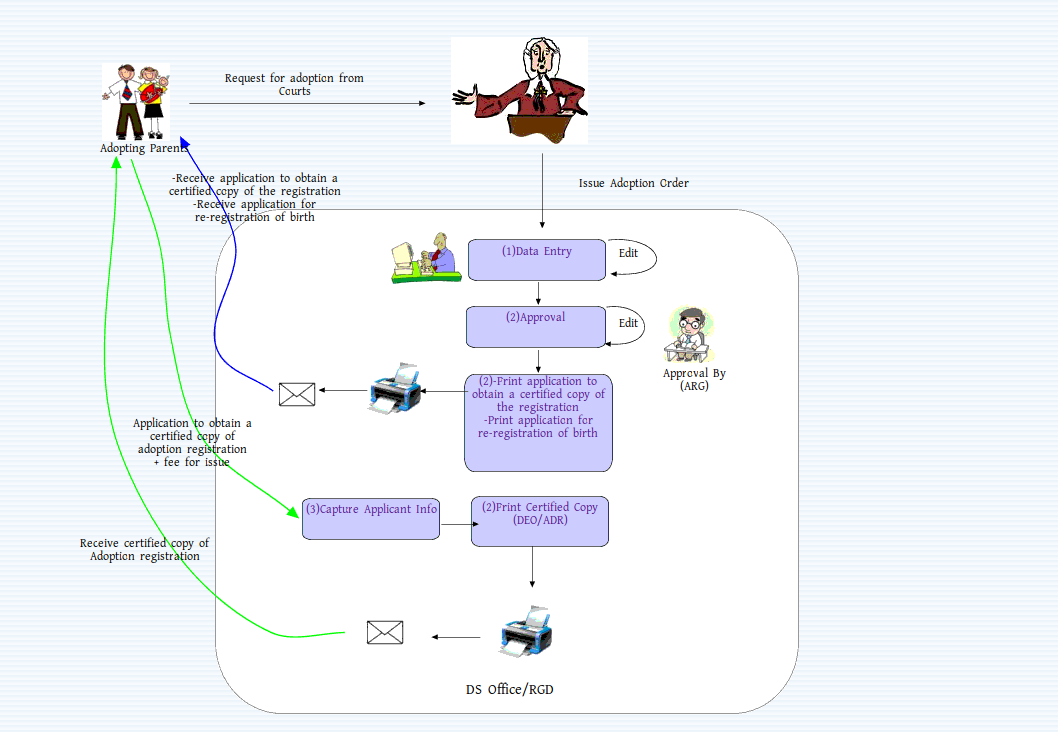 Request for adoption from
Courts
Adopting Parents
-Receive application to obtain a
certified copy of the registration
-Receive application for
re-registration of birth
Issue Adoption Order
(1)Data Entry
Edit
(2)Approval
Edit
Approval By
(ARG)
(2)-Print application to
obtain a certified copy of
the registration
-Print application for
re-registration of birth
Application to obtain a
certified copy of
adoption registration
+ fee for issue
(3)Capture Applicant Info
(2)Print Certified Copy
(DEO/ADR)
Receive certified copy of
Adoption registration
DS Office/RGD